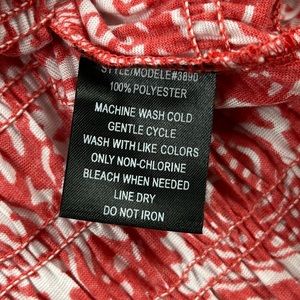 STYLE/MODELE#3890
100% POLYESTER
MACHINE WASH COLD
GENTLE CYCLE
WASH WITH LIKE COLORS
ONLY NON-CHLORINE
BLEACH WHEN NEEDED
LINE DRY
DO NOT IRON